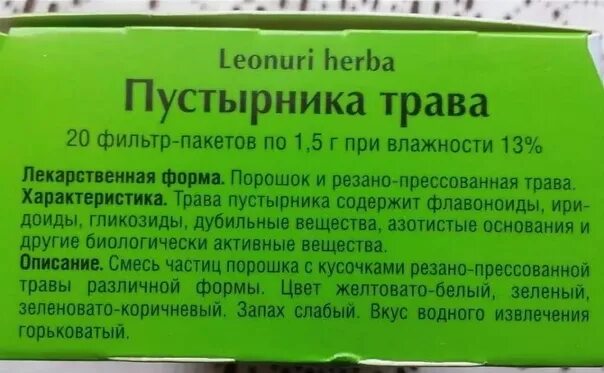 Leonuri herba
Пустырника трава
20 фильтр-пакетов по 1,5 г при влажности 13%
Лекарственная форма. Порошок и резано-прессованная трава.
Характеристика. Трава пустырника содержит флавоноиды, ири-
доиды, гликозиды, дубильные вещества, азотистые основания и
другие биологически активные вещества.
Описание. Смесь частиц порошка с кусочками резано-прессованной
травы различной формы. Цвет желтовато-белый, зеленый,
зеленовато-коричневый. Запах слабый. Вкус водного извлечения
горьковатый.